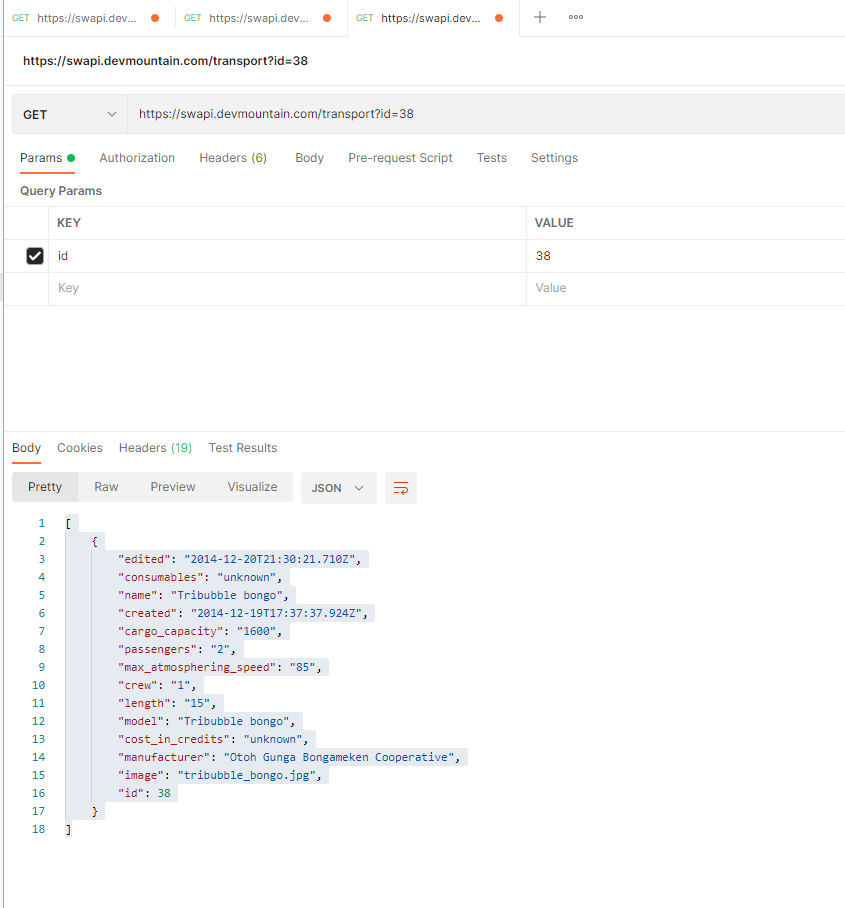 GET https://swapi.dev... GET https://swapi.dev... GET https://swapi.dev...
https://swapi.devmountain.com/transport?id=38
GET https://swapi.devmountain.com/transport?id=38
Params Authorization Headers (6) Body Pre-request Script Tests Settings
Query Params
KEY VALUE
id 38
Key Value
Body Cookies Headers (19) Test Results
Pretty Raw Preview Visualize JSON
1 [
2 {
3 "edited": "2014-12-20T21:30:21.710Z",
4 "consumables": "unknown",
5 "name": "Tribubble bongo",
6 "created": "2014-12-19T17:37:37.924Z",
7 "cargo_capacity": "1600",
8 "passengers": "2",
9 "max_atmosphering_speed": "85",
10 "crew": "1",
11 "length": "15",
12 "model": "Tribubble bongo",
13 "cost_in_credits": "unknown",
14 "manufacturer": "Otoh Gunga Bongameken Cooperative",
15 "image": "tribubble_bongo.jpg",
16 "id": 38
17 }
18 ]